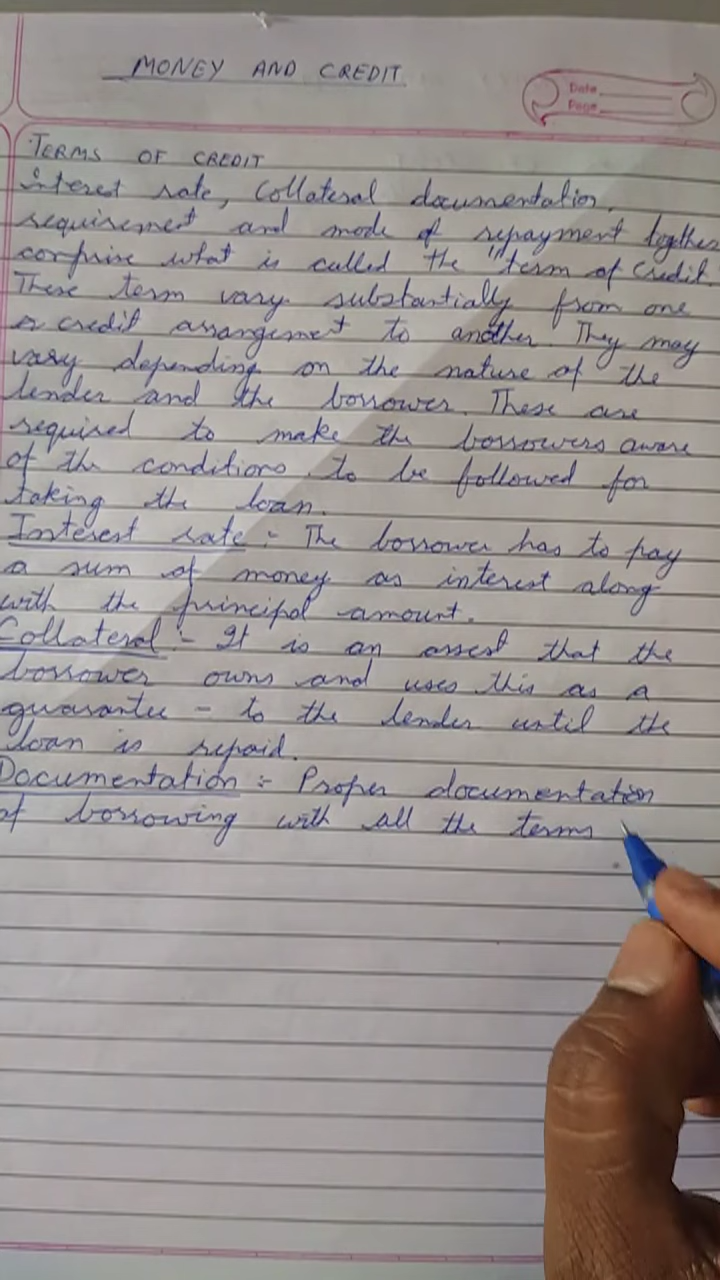 MONEY AND CREDIT
Date
Page
TERMS OF CREDIT
Interest rate, Collateral documentation,
requirement and mode of repayment together
comprise what is called the "term of Credit.
These term vary substantially from one
a credit arrangement to another. They may
vary depending on the nature of the
lender and the borrower. These are
required to make the borrowers aware
of the conditions to be followed for
taking the loan.
Interest rate :- The borrower has to pay
a sum of money as interest along
with the principal amount.
Collateral :- It is an assest that the
borrower owns and uses this as a
guarantee - to the lender until the
loan is repaid.
Documentation :- Proper documentation
of borrowing with all the terms